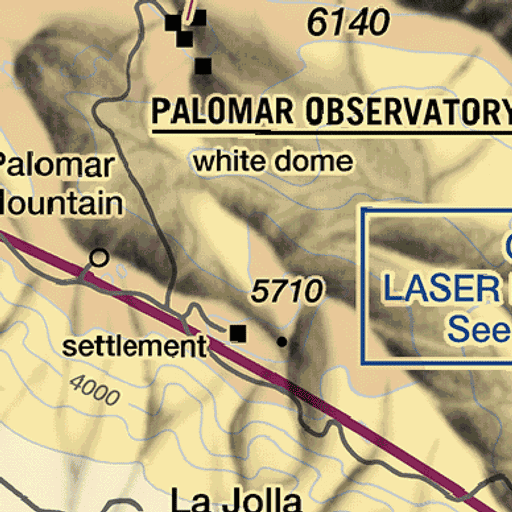 6140
PALOMAR OBSERVATORY
white dome
Palomar
Mountain
LASER
See
5710
settlement
4000
La Jolla